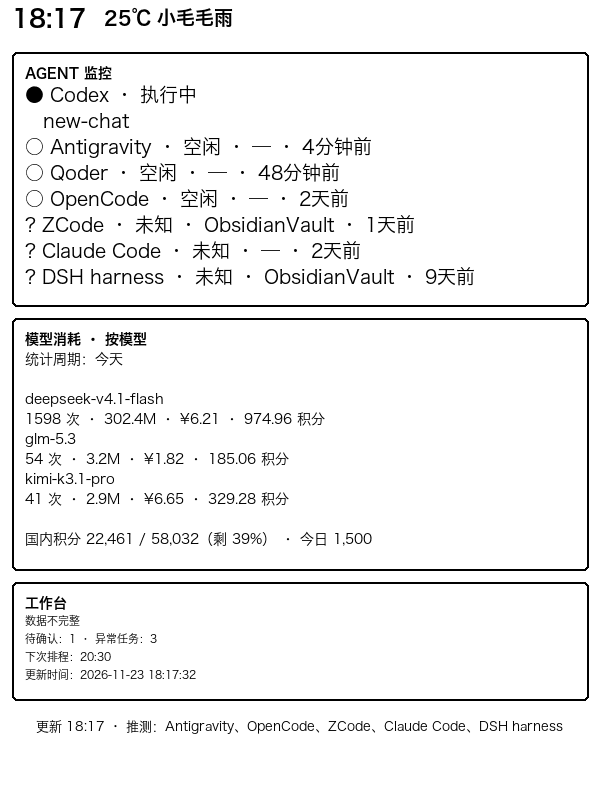 18:17 25℃ 小毛毛雨
AGENT 监控
● Codex · 执行中
new-chat
○ Antigravity · 空闲 · — · 4分钟前
○ Qoder · 空闲 · — · 48分钟前
○ OpenCode · 空闲 · — · 2天前
? ZCode · 未知 · ObsidianVault · 1天前
? Claude Code · 未知 · — · 2天前
? DSH harness · 未知 · ObsidianVault · 9天前
模型消耗 · 按模型
统计周期：今天
deepseek-v4.1-flash
1598 次 · 302.4M · ¥6.21 · 974.96 积分
glm-5.3
54 次 · 3.2M · ¥1.82 · 185.06 积分
kimi-k3.1-pro
41 次 · 2.9M · ¥6.65 · 329.28 积分
国内积分 22,461 / 58,032（剩 39%） · 今日 1,500
工作台
数据不完整
待确认：1 · 异常任务：3
下次排程：20:30
更新时间：2026-11-23 18:17:32
更新 18:17 · 推测：Antigravity、OpenCode、ZCode、Claude Code、DSH harness